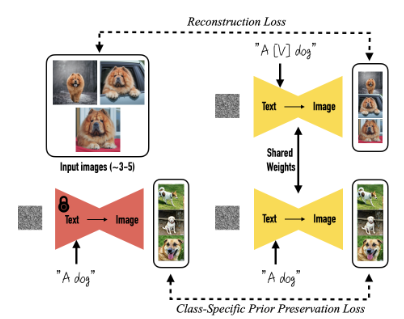 Reconstruction Loss
"A [V] dog"
Text → Image
Input images (~3-5)
Shared
Weights
Text → Image
Text → Image
"A dog"
"A dog"
Class-Specific Prior Preservation Loss